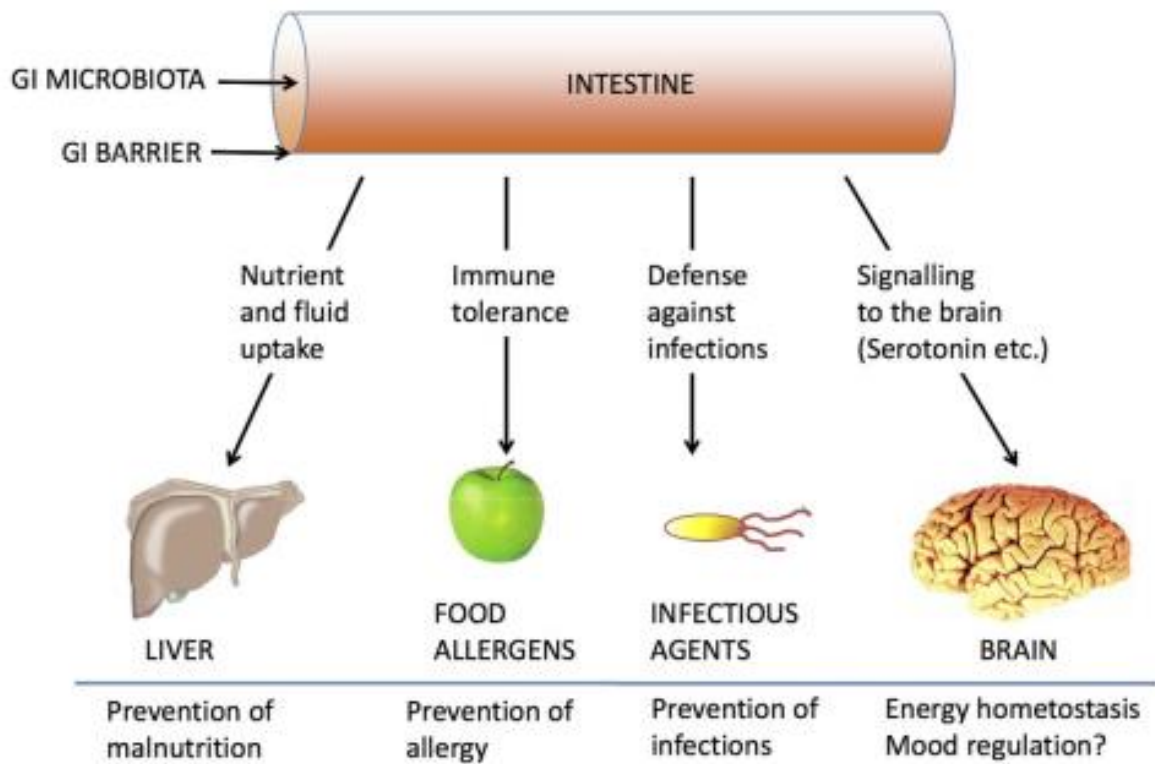 GI MICROBIOTA
INTESTINE
GI BARRIER
Nutrient
and fluid
uptake
Immune
tolerance
Defense
against
infections
Signalling
to the brain
(Serotonin etc.)
LIVER
FOOD
ALLERGENS
INFECTIOUS
AGENTS
BRAIN
Prevention of
malnutrition
Prevention of
allergy
Prevention of
infections
Energy hometostasis
Mood regulation?